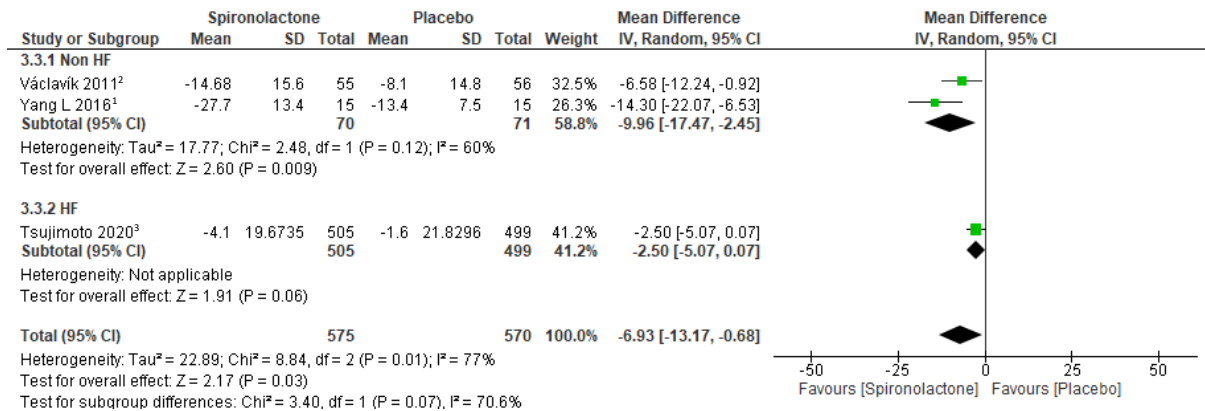 Spironolactone Placebo Mean Difference Mean Difference
Study or Subgroup Mean SD Total Mean SD Total Weight IV, Random, 95% CI IV, Random, 95% CI
3.3.1 Non HF
Václavík 2011² -14.68 15.6 55 -8.1 14.8 56 32.5% -6.58 [-12.24, -0.92]
Yang L 2016¹ -27.7 13.4 15 -13.4 7.5 15 26.3% -14.30 [-22.07, -6.53]
Subtotal (95% CI) 70 71 58.8% -9.96 [-17.47, -2.45]
Heterogeneity: Tau² = 17.77; Chi² = 2.48, df = 1 (P = 0.12); I² = 60%
Test for overall effect: Z = 2.60 (P = 0.009)
3.3.2 HF
Tsujimoto 2020³ -4.1 19.6735 505 -1.6 21.8296 499 41.2% -2.50 [-5.07, 0.07]
Subtotal (95% CI) 505 499 41.2% -2.50 [-5.07, 0.07]
Heterogeneity: Not applicable
Test for overall effect: Z = 1.91 (P = 0.06)
Total (95% CI) 575 570 100.0% -6.93 [-13.17, -0.68]
Heterogeneity: Tau² = 22.89; Chi² = 8.84, df = 2 (P = 0.01); I² = 77%
Test for overall effect: Z = 2.17 (P = 0.03)
Test for subgroup differences: Chi² = 3.40, df = 1 (P = 0.07), I² = 70.6%
-50 -25 0 25 50
Favours [Spironolactone] Favours [Placebo]